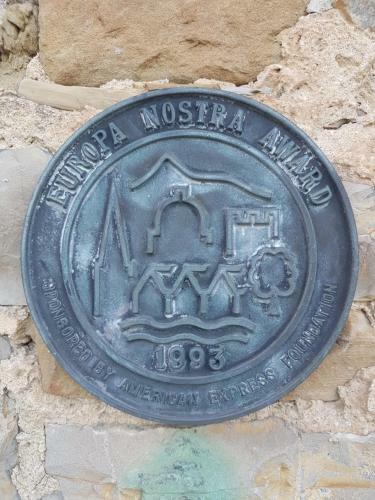 EUROPA NOSTRA AWARD
1993
SPONSORED BY AMERICAN EXPRESS FOUNDATION